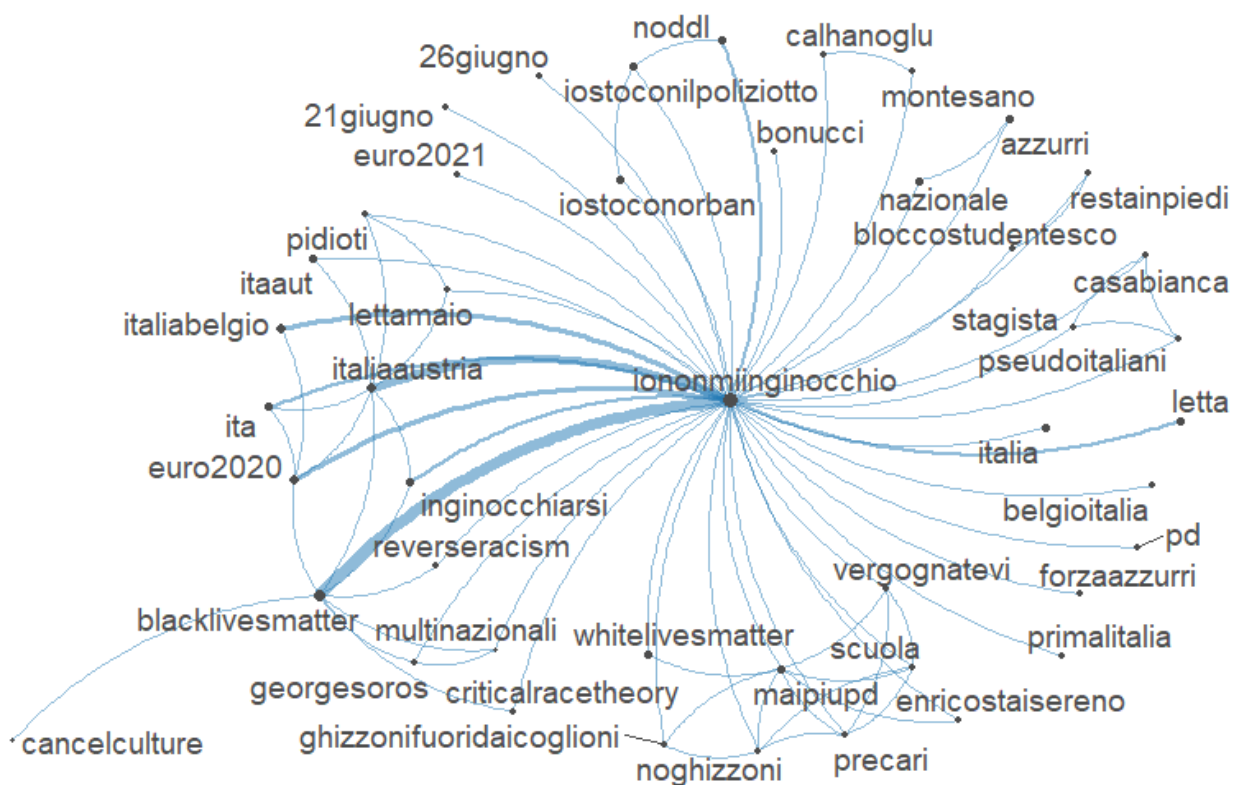 noddl
calhanoglu
26giugno
iostoconilpoliziotto
montesano
21giugno
bonucci
azzurri
euro2021
iostoconorban
nazionale
restainpiedi
pidioti
bloccostudentesco
itaaut
casabianca
italiabelgio
lettamaio
stagista
italiaaustria
iononmiinginocchio
pseudoitaliani
letta
ita
italia
euro2020
inginocchiarsi
belgioitalia
reverseracism
pd
vergognatevi
forzaazzurri
blacklivesmatter
multinazionali
whitelivesmatter
scuola
primalitalia
georgesoros
criticalracetheory
maipiupd
enricostaisereno
cancelculture
ghizzonifuoridaicoglioni
noghizzoni
precari